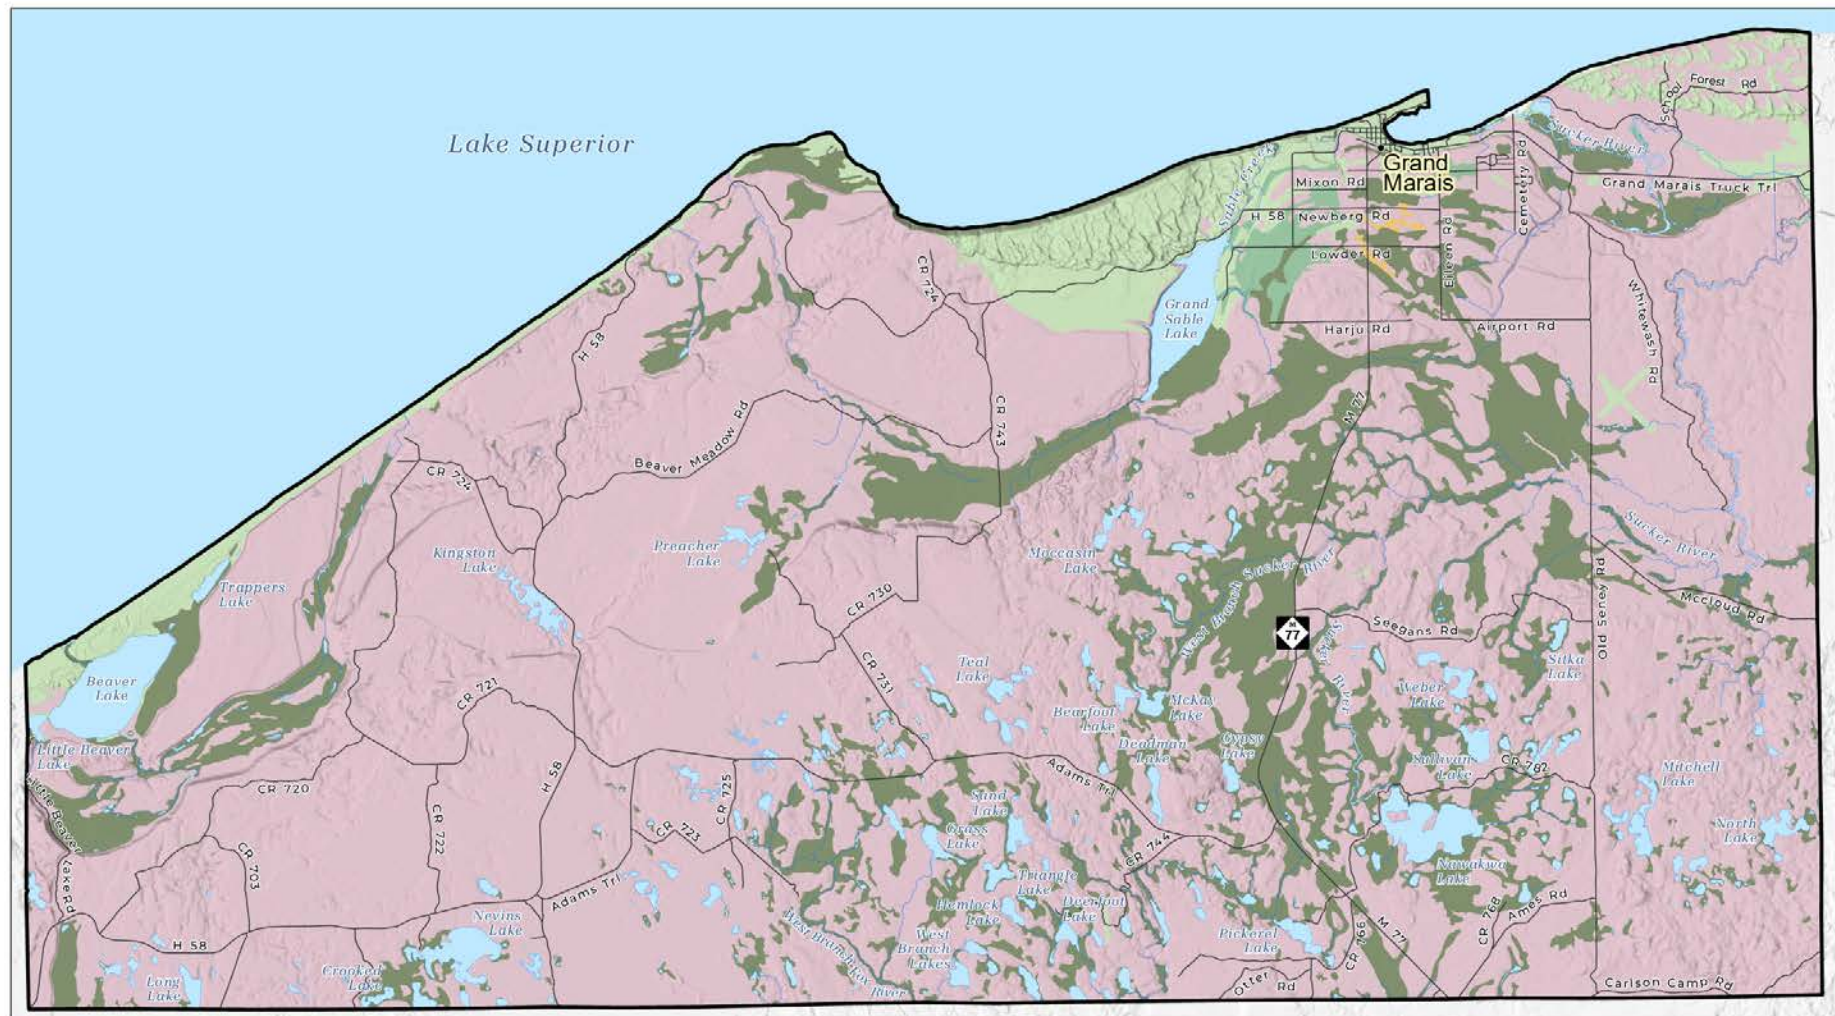 Lake Superior
Forest Rd
School
Sucker River
Sable Creek
Grand
Marais
Cemetery Rd
Mixon Rd
Grand Marais Truck Trl
H 58
Newberg Rd
Eileen Rd
Lowder Rd
CR 724
Grand
Sable
Lake
Whitewash Rd
Harju Rd
Airport Rd
H 58
M 77
CR 743
Beaver Meadow Rd
CR 724
Sucker River
Preacher
Lake
Kingston
Lake
Moccasin
Lake
West Branch Sucker River
Trappers
Lake
CR 730
Old Seney Rd
Mccloud Rd
Seegans Rd
M
77
Sucker River
CR 731
Teal
Lake
Sitka
Lake
Beaver
Lake
CR 721
Weber
Lake
Bearfoot
Lake
McKay
Lake
Deadman
Lake
Gypsy
Lake
Little Beaver
Lake
Sullivan
Lake
CR 782
Mitchell
Lake
Adams Trl
CR 720
H 58
CR 725
Sand
Lake
Little Beaver Lake Rd
CR 722
CR 723
Grass
Lake
CR 744
North
Lake
CR 703
Nawakwa
Lake
Triangle
Lake
Adams Trl
Hemlock
Lake
Deerfoot
Lake
CR 768
Ames Rd
Nevins
Lake
West Branch Fox River
West
Branch
Lakes
Pickerel
Lake
CR 766
M 77
H 58
Crooked
Lake
Long
Lake
Otter
Rd
Carlson Camp Rd